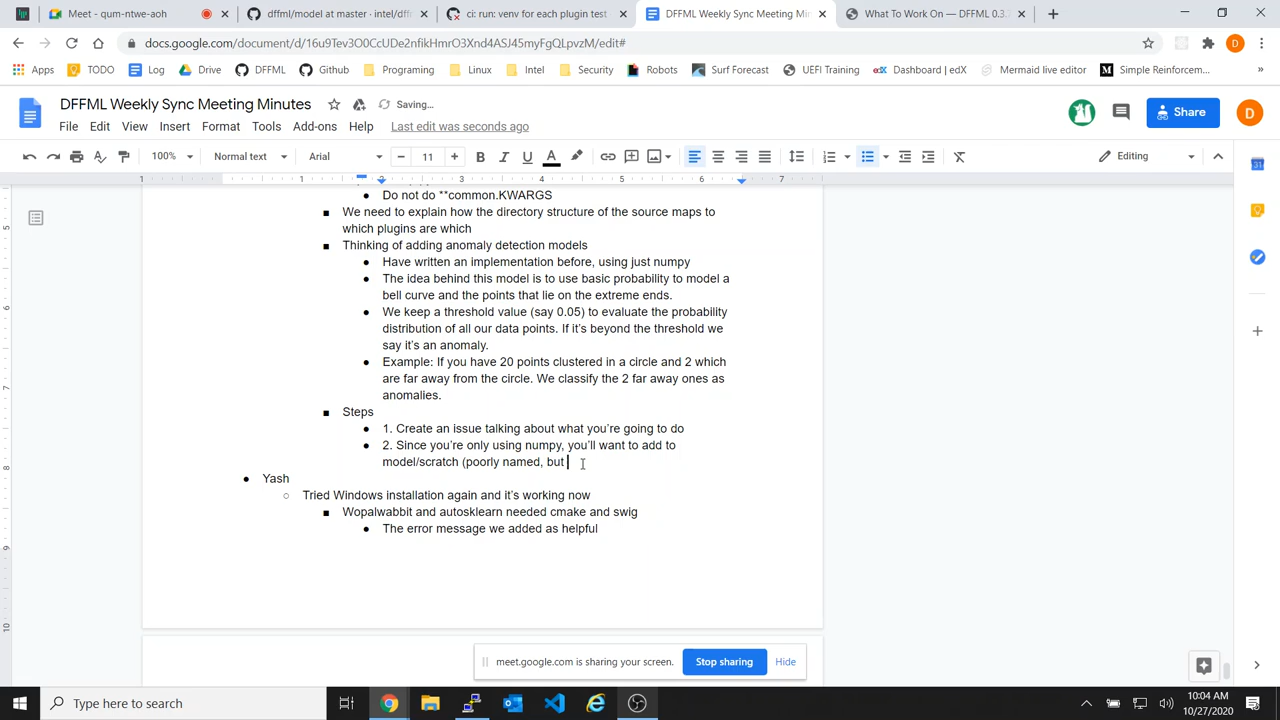 Meet - qum-ntwe-aoh
dffml/model at master · intel/dffm
ci: run: venv for each plugin test
DFFML Weekly Sync Meeting Min
What To Work On — DFFML 0.3.
docs.google.com/document/d/16u9Tev3O0CcUDe2nfikHmrO3Xnd4ASJ45myFgQLpvzM/edit#
Apps TODO Log Drive DFFML Github Programing Linux Intel Security Robots Surf Forecast UEFI Training Dashboard | edX Mermaid live editor Simple Reinforcem...
DFFML Weekly Sync Meeting Minutes Saving...
File Edit View Insert Format Tools Add-ons Help Last edit was seconds ago
Share D
100% Normal text Arial 11 B I U A Editing
1 1 2 3 4 5 6 7
Do not do **common.KWARGS
We need to explain how the directory structure of the source maps to
which plugins are which
Thinking of adding anomaly detection models
Have written an implementation before, using just numpy
The idea behind this model is to use basic probability to model a
bell curve and the points that lie on the extreme ends.
We keep a threshold value (say 0.05) to evaluate the probability
distribution of all our data points. If it's beyond the threshold we
say it's an anomaly.
Example: If you have 20 points clustered in a circle and 2 which
are far away from the circle. We classify the 2 far away ones as
anomalies.
Steps
1. Create an issue talking about what you're going to do
2. Since you're only using numpy, you'll want to add to
model/scratch (poorly named, but
Yash
Tried Windows installation again and it's working now
Wopalwabbit and autosklearn needed cmake and swig
The error message we added as helpful
meet.google.com is sharing your screen. Stop sharing Hide
Type here to search
10:04 AM
10/27/2020